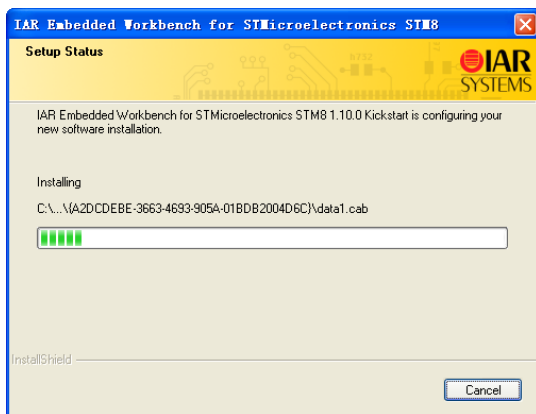 IAR Embedded Workbench for STMicroelectronics STM8
Setup Status
IAR
SYSTEMS
IAR Embedded Workbench for STMicroelectronics STM8 1.10.0 Kickstart is configuring your
new software installation.
Installing
C:\...\{A2DCDEBE-3663-4693-905A-01BDB2004D6C}\data1.cab
InstallShield
Cancel